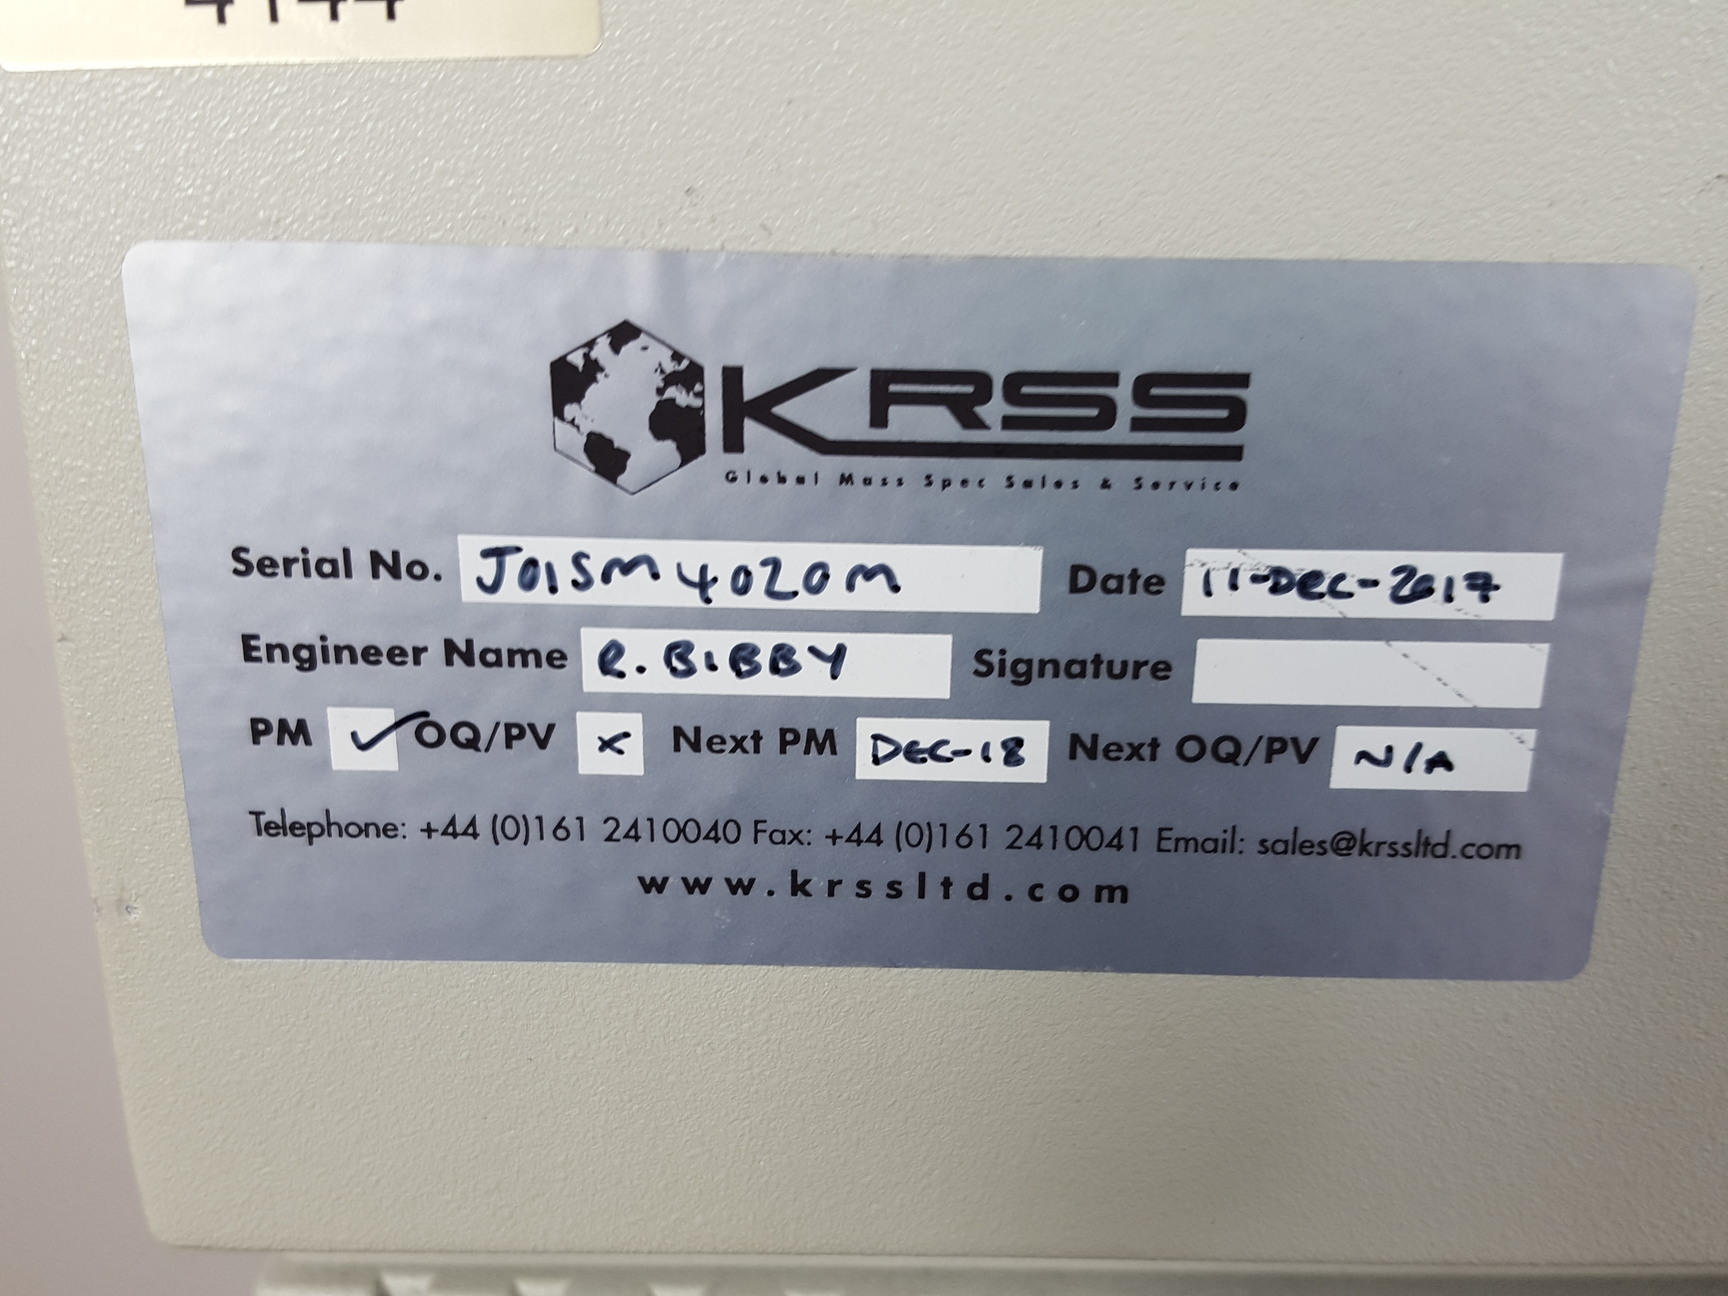 4144
KRSS
Global Mass Spec Sales & Service
Serial No. J01SM4020M Date 11-DEC-2017
Engineer Name R. BIBBY Signature
PM ✓ OQ/PV × Next PM DEC-18 Next OQ/PV N/A
Telephone: +44 (0)161 2410040 Fax: +44 (0)161 2410041 Email: sales@krssltd.com
www.krssltd.com